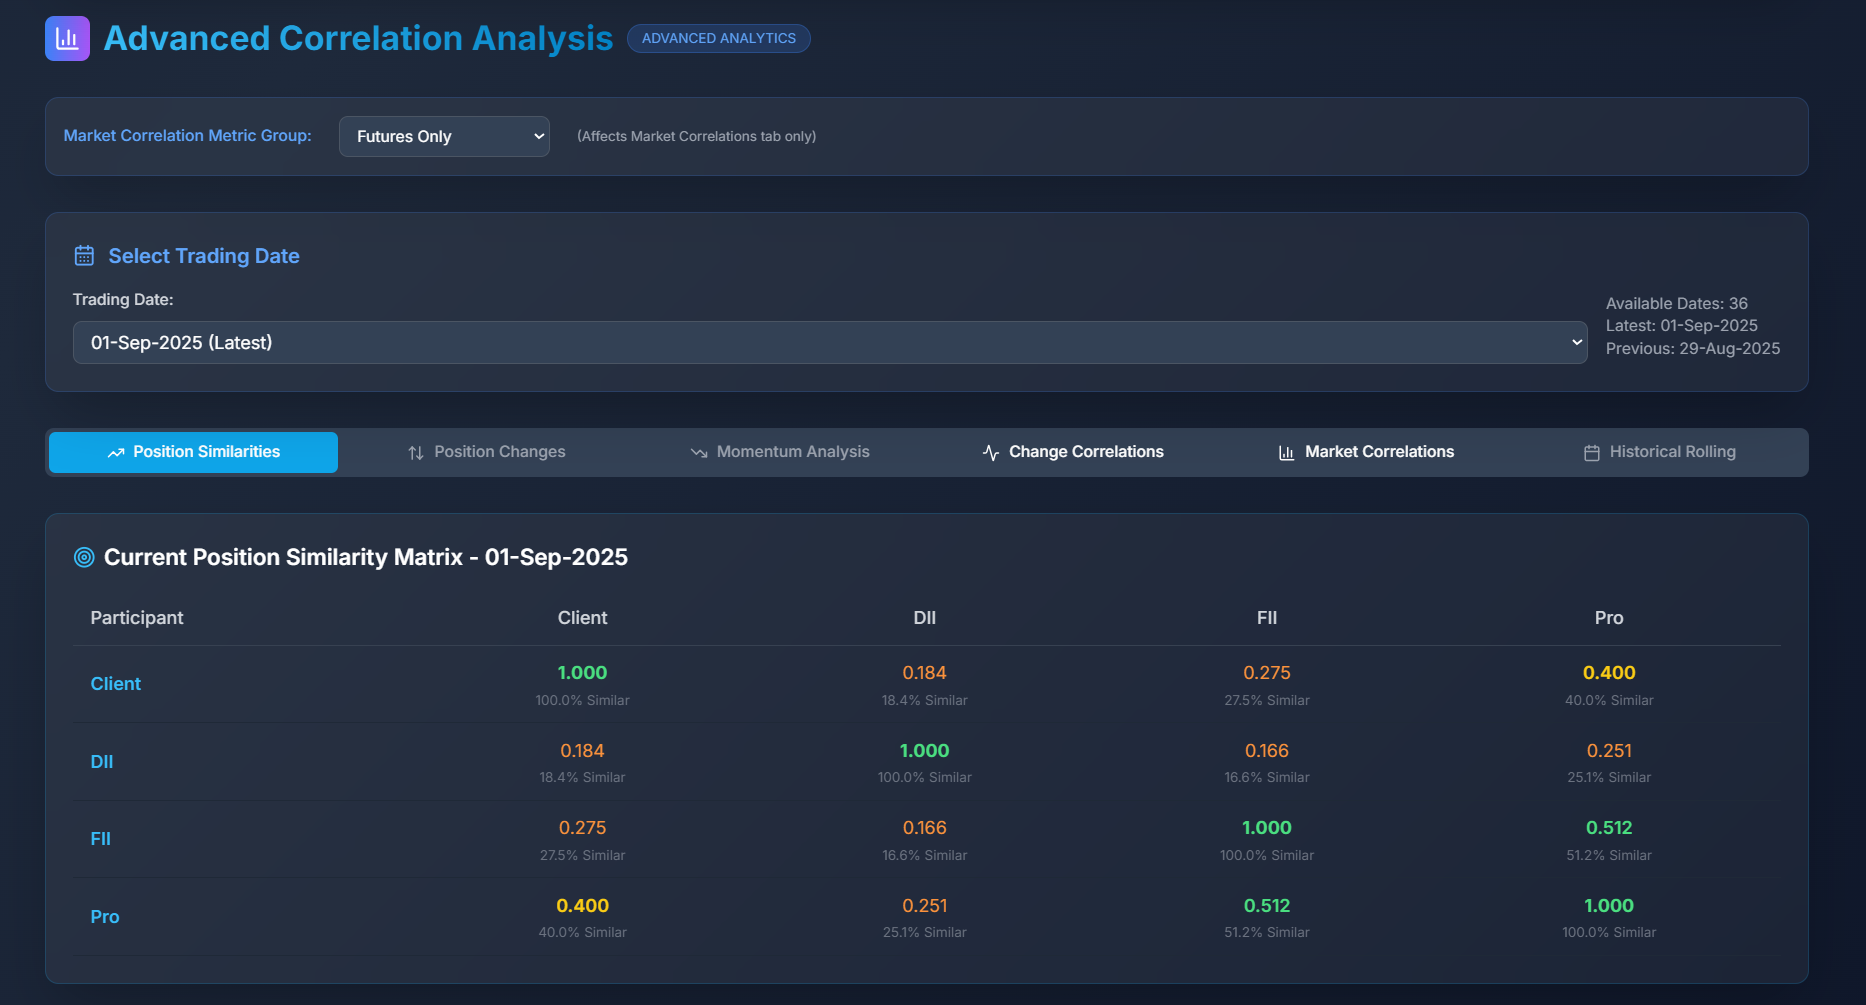 Advanced Correlation Analysis ADVANCED ANALYTICS
Market Correlation Metric Group: Futures Only (Affects Market Correlations tab only)
Select Trading Date
Trading Date:
01-Sep-2025 (Latest)
Available Dates: 36
Latest: 01-Sep-2025
Previous: 29-Aug-2025
Position Similarities Position Changes Momentum Analysis Change Correlations Market Correlations Historical Rolling
Current Position Similarity Matrix - 01-Sep-2025
Participant Client DII FII Pro
Client 1.000 0.184 0.275 0.400
100.0% Similar 18.4% Similar 27.5% Similar 40.0% Similar
DII 0.184 1.000 0.166 0.251
18.4% Similar 100.0% Similar 16.6% Similar 25.1% Similar
FII 0.275 0.166 1.000 0.512
27.5% Similar 16.6% Similar 100.0% Similar 51.2% Similar
Pro 0.400 0.251 0.512 1.000
40.0% Similar 25.1% Similar 51.2% Similar 100.0% Similar